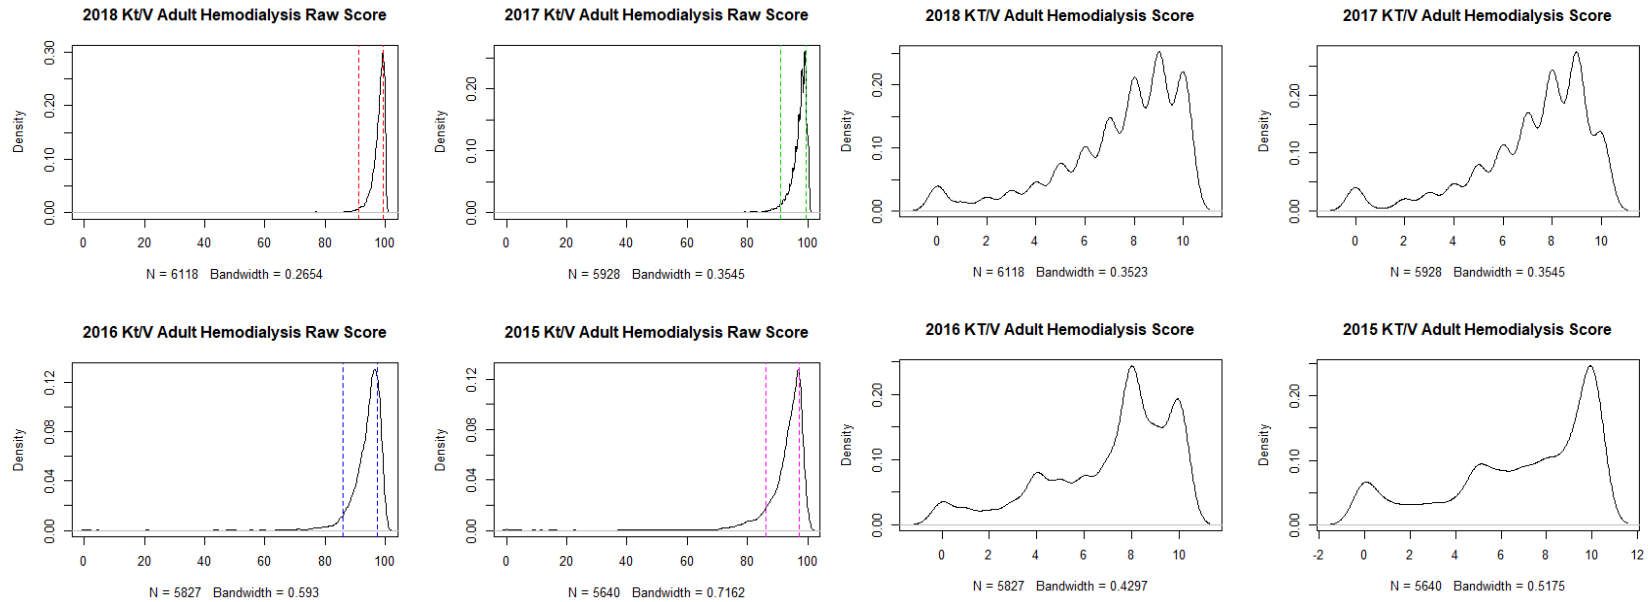 2018 Kt/V Adult Hemodialysis Raw Score
Density
0.00 0.10 0.20 0.30
0 20 40 60 80 100
N = 6118 Bandwidth = 0.2654
2017 Kt/V Adult Hemodialysis Raw Score
Density
0.00 0.10 0.20
0 20 40 60 80 100
N = 5928 Bandwidth = 0.3545
2018 KT/V Adult Hemodialysis Score
Density
0.00 0.10 0.20
0 2 4 6 8 10
N = 6118 Bandwidth = 0.3523
2017 KT/V Adult Hemodialysis Score
Density
0.00 0.10 0.20
0 2 4 6 8 10
N = 5928 Bandwidth = 0.3545
2016 Kt/V Adult Hemodialysis Raw Score
Density
0.00 0.04 0.08 0.12
0 20 40 60 80 100
N = 5827 Bandwidth = 0.593
2015 Kt/V Adult Hemodialysis Raw Score
Density
0.00 0.04 0.08 0.12
0 20 40 60 80 100
N = 5640 Bandwidth = 0.7162
2016 KT/V Adult Hemodialysis Score
Density
0.00 0.10 0.20
0 2 4 6 8 10
N = 5827 Bandwidth = 0.4297
2015 KT/V Adult Hemodialysis Score
Density
0.00 0.10 0.20
-2 0 2 4 6 8 10 12
N = 5640 Bandwidth = 0.5175